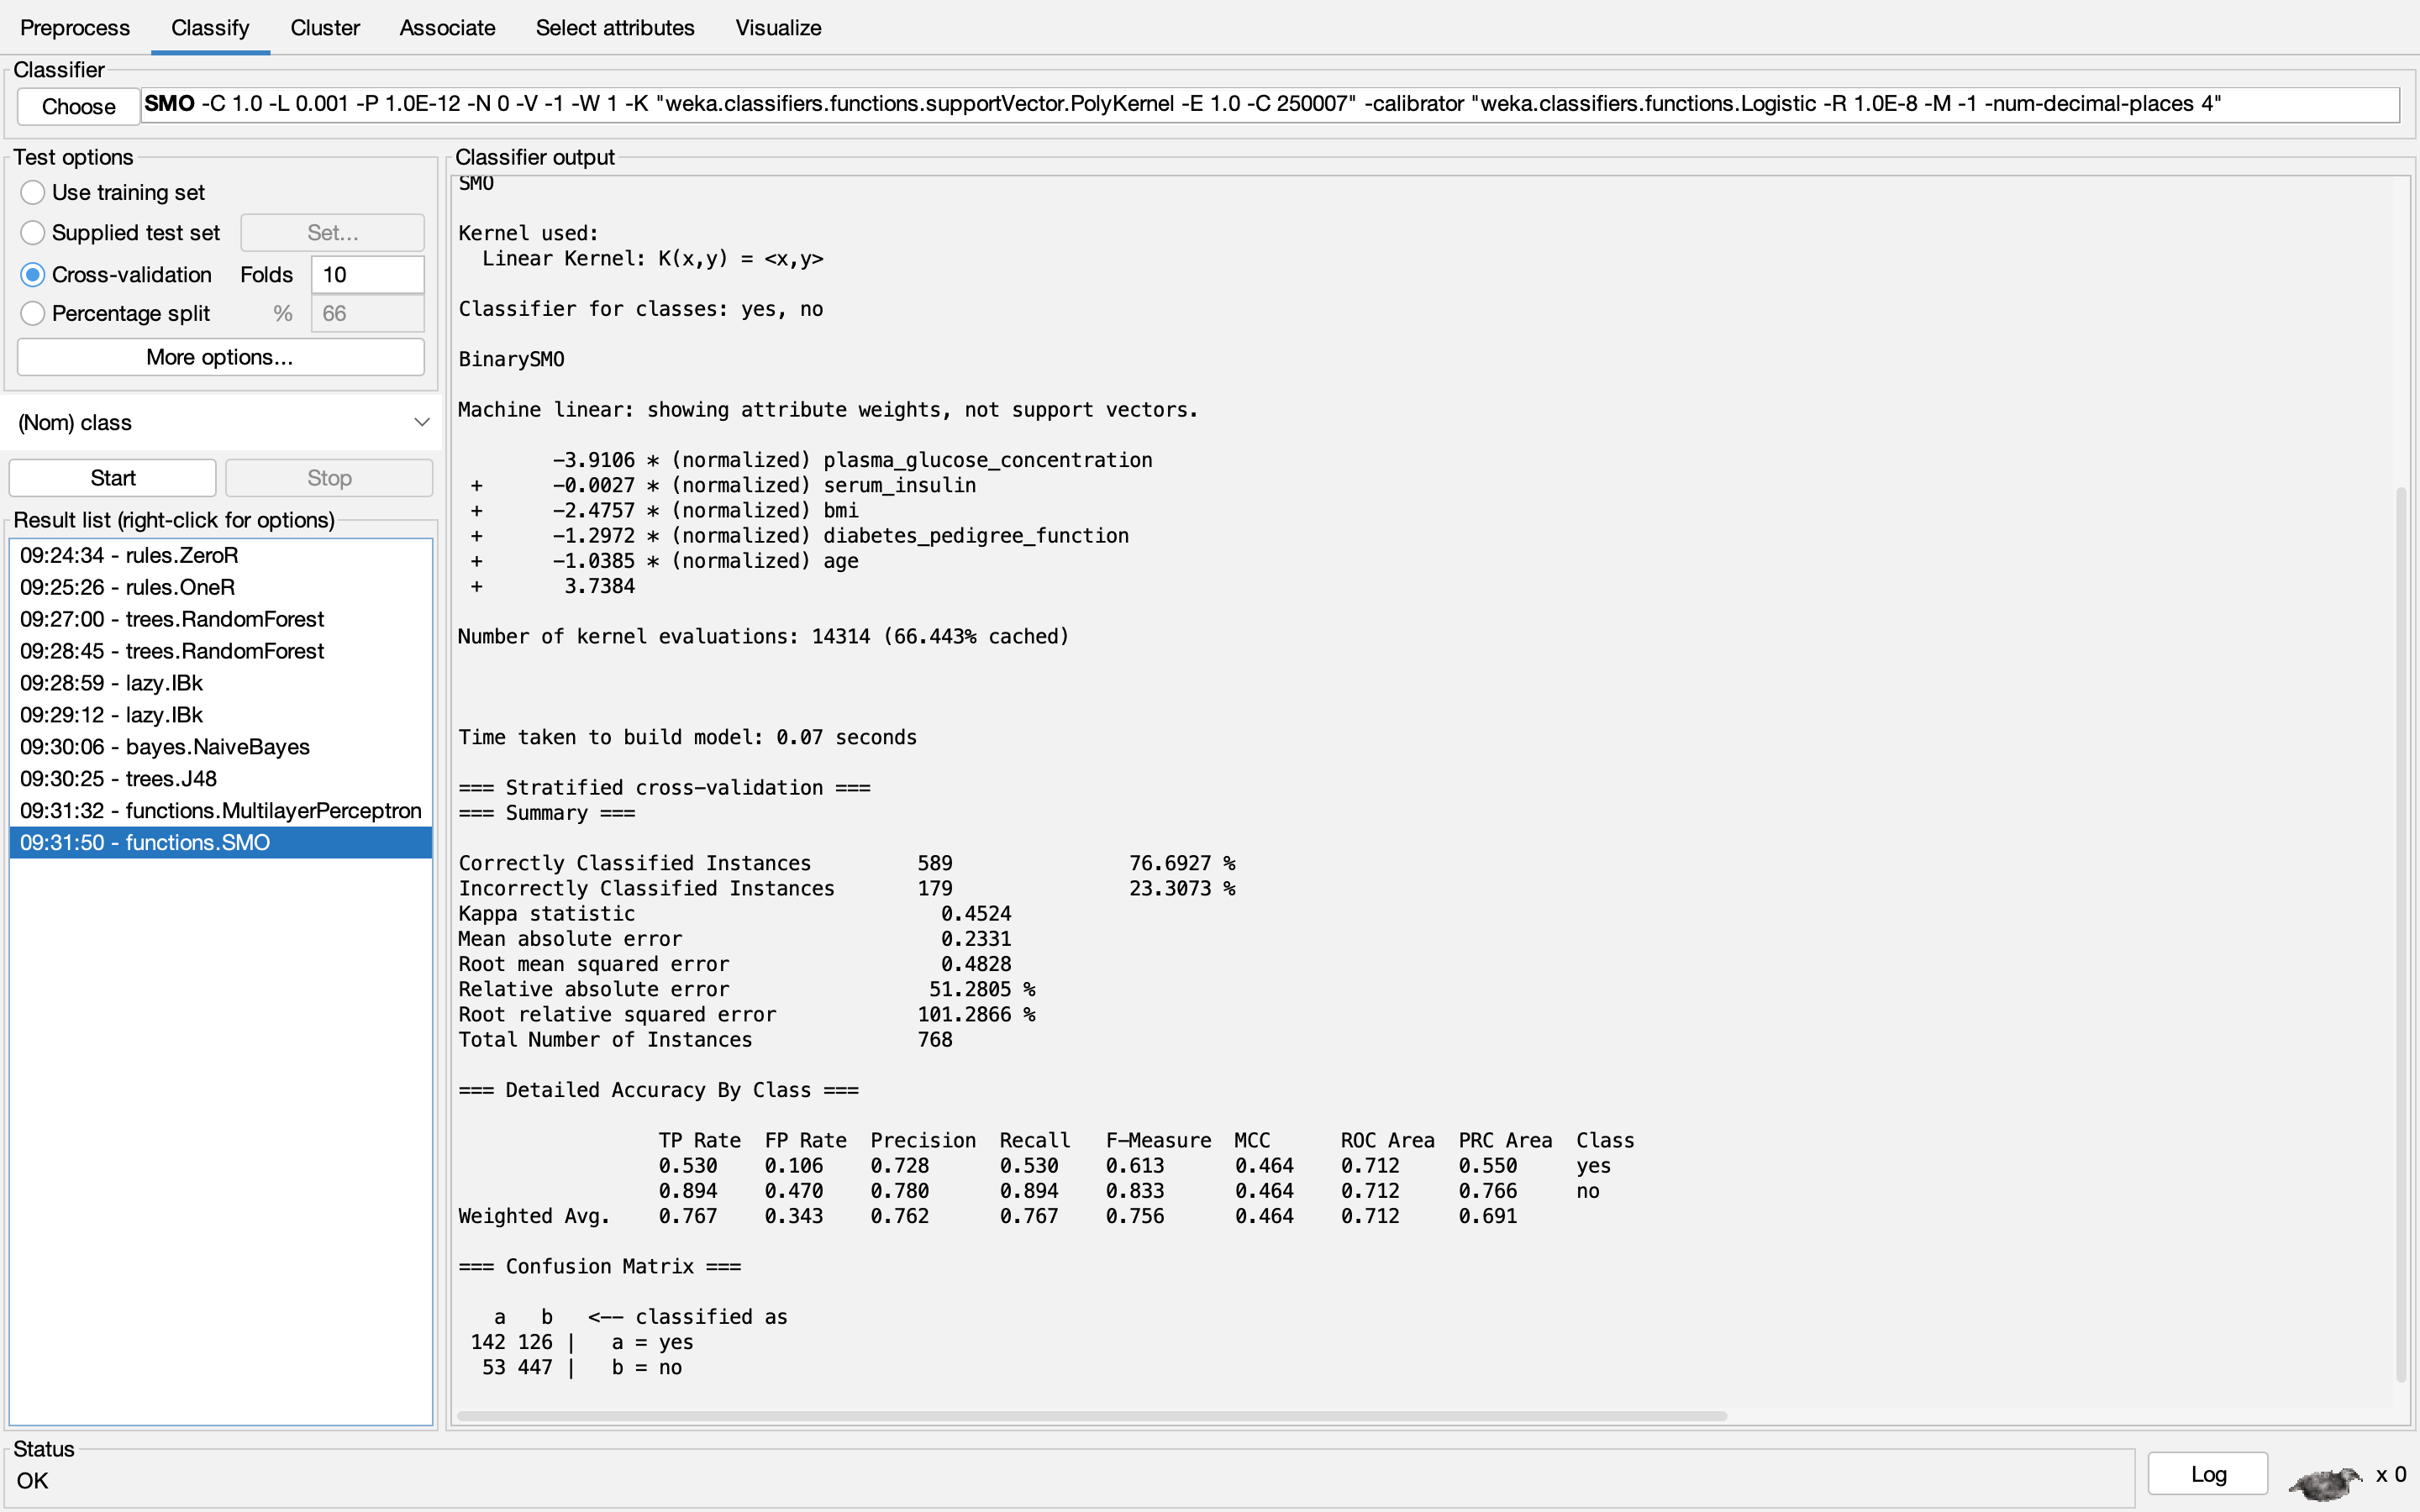 Preprocess Classify Cluster Associate Select attributes Visualize
Classifier
Choose SMO -C 1.0 -L 0.001 -P 1.0E-12 -N 0 -V -1 -W 1 -K "weka.classifiers.functions.supportVector.PolyKernel -E 1.0 -C 250007" -calibrator "weka.classifiers.functions.Logistic -R 1.0E-8 -M -1 -num-decimal-places 4"
Test options
Use training set
Supplied test set Set...
Cross-validation Folds 10
Percentage split % 66
More options...
(Nom) class
Start Stop
Result list (right-click for options)
09:24:34 - rules.ZeroR
09:25:26 - rules.OneR
09:27:00 - trees.RandomForest
09:28:45 - trees.RandomForest
09:28:59 - lazy.IBk
09:29:12 - lazy.IBk
09:30:06 - bayes.NaiveBayes
09:30:25 - trees.J48
09:31:32 - functions.MultilayerPerceptron
09:31:50 - functions.SMO
Classifier output
SMO
Kernel used:
Linear Kernel: K(x,y) = <x,y>
Classifier for classes: yes, no
BinarySMO
Machine linear: showing attribute weights, not support vectors.
-3.9106 * (normalized) plasma_glucose_concentration
+ -0.0027 * (normalized) serum_insulin
+ -2.4757 * (normalized) bmi
+ -1.2972 * (normalized) diabetes_pedigree_function
+ -1.0385 * (normalized) age
+ 3.7384
Number of kernel evaluations: 14314 (66.443% cached)
Time taken to build model: 0.07 seconds
=== Stratified cross-validation ===
=== Summary ===
Correctly Classified Instances 589 76.6927 %
Incorrectly Classified Instances 179 23.3073 %
Kappa statistic 0.4524
Mean absolute error 0.2331
Root mean squared error 0.4828
Relative absolute error 51.2805 %
Root relative squared error 101.2866 %
Total Number of Instances 768
=== Detailed Accuracy By Class ===
TP Rate FP Rate Precision Recall F-Measure MCC ROC Area PRC Area Class
0.530 0.106 0.728 0.530 0.613 0.464 0.712 0.550 yes
0.894 0.470 0.780 0.894 0.833 0.464 0.712 0.766 no
Weighted Avg. 0.767 0.343 0.762 0.767 0.756 0.464 0.712 0.691
=== Confusion Matrix ===
a b <-- classified as
142 126 | a = yes
53 447 | b = no
Status
OK
Log x 0